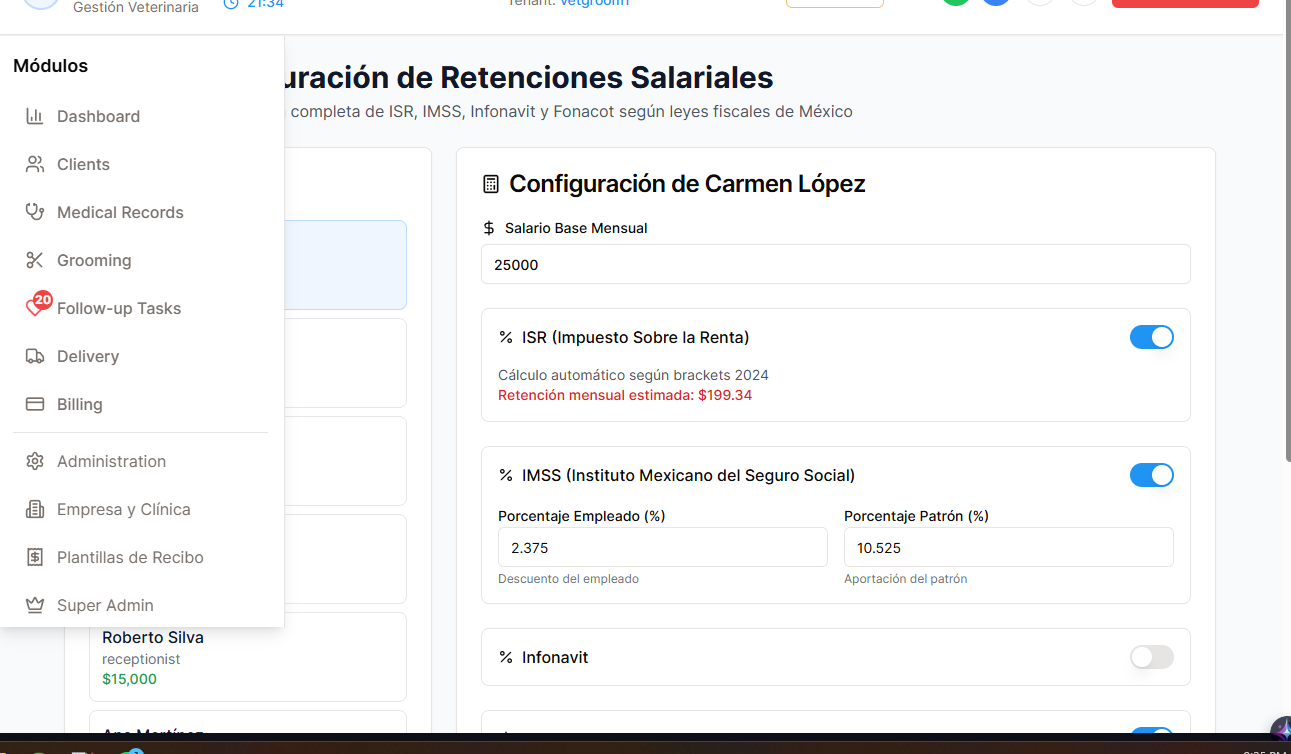 Gestión Veterinaria
21:34
Tenant: vetgroom1
Módulos
Dashboard
Clients
Medical Records
Grooming
20
Follow-up Tasks
Delivery
Billing
Administration
Empresa y Clínica
Plantillas de Recibo
Super Admin
uración de Retenciones Salariales
completa de ISR, IMSS, Infonavit y Fonacot según leyes fiscales de México
Roberto Silva
receptionist
$15,000
Ana Martínez
Configuración de Carmen López
$ Salario Base Mensual
25000
% ISR (Impuesto Sobre la Renta)
Cálculo automático según brackets 2024
Retención mensual estimada: $199.34
% IMSS (Instituto Mexicano del Seguro Social)
Porcentaje Empleado (%)
2.375
Descuento del empleado
Porcentaje Patrón (%)
10.525
Aportación del patrón
% Infonavit